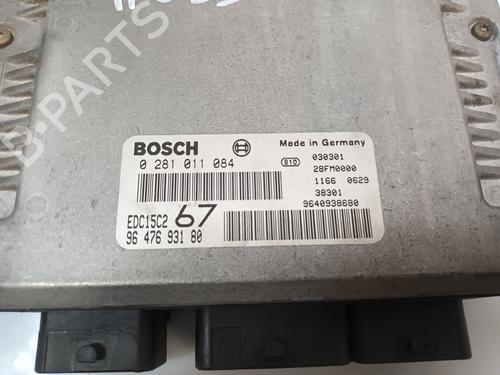 BOSCH
0 281 011 084
EDC15C2 67
96 476 931 80
Made in Germany
E10 030301
28FM0000
1166 0629
38301
9640938680
B-PARTS